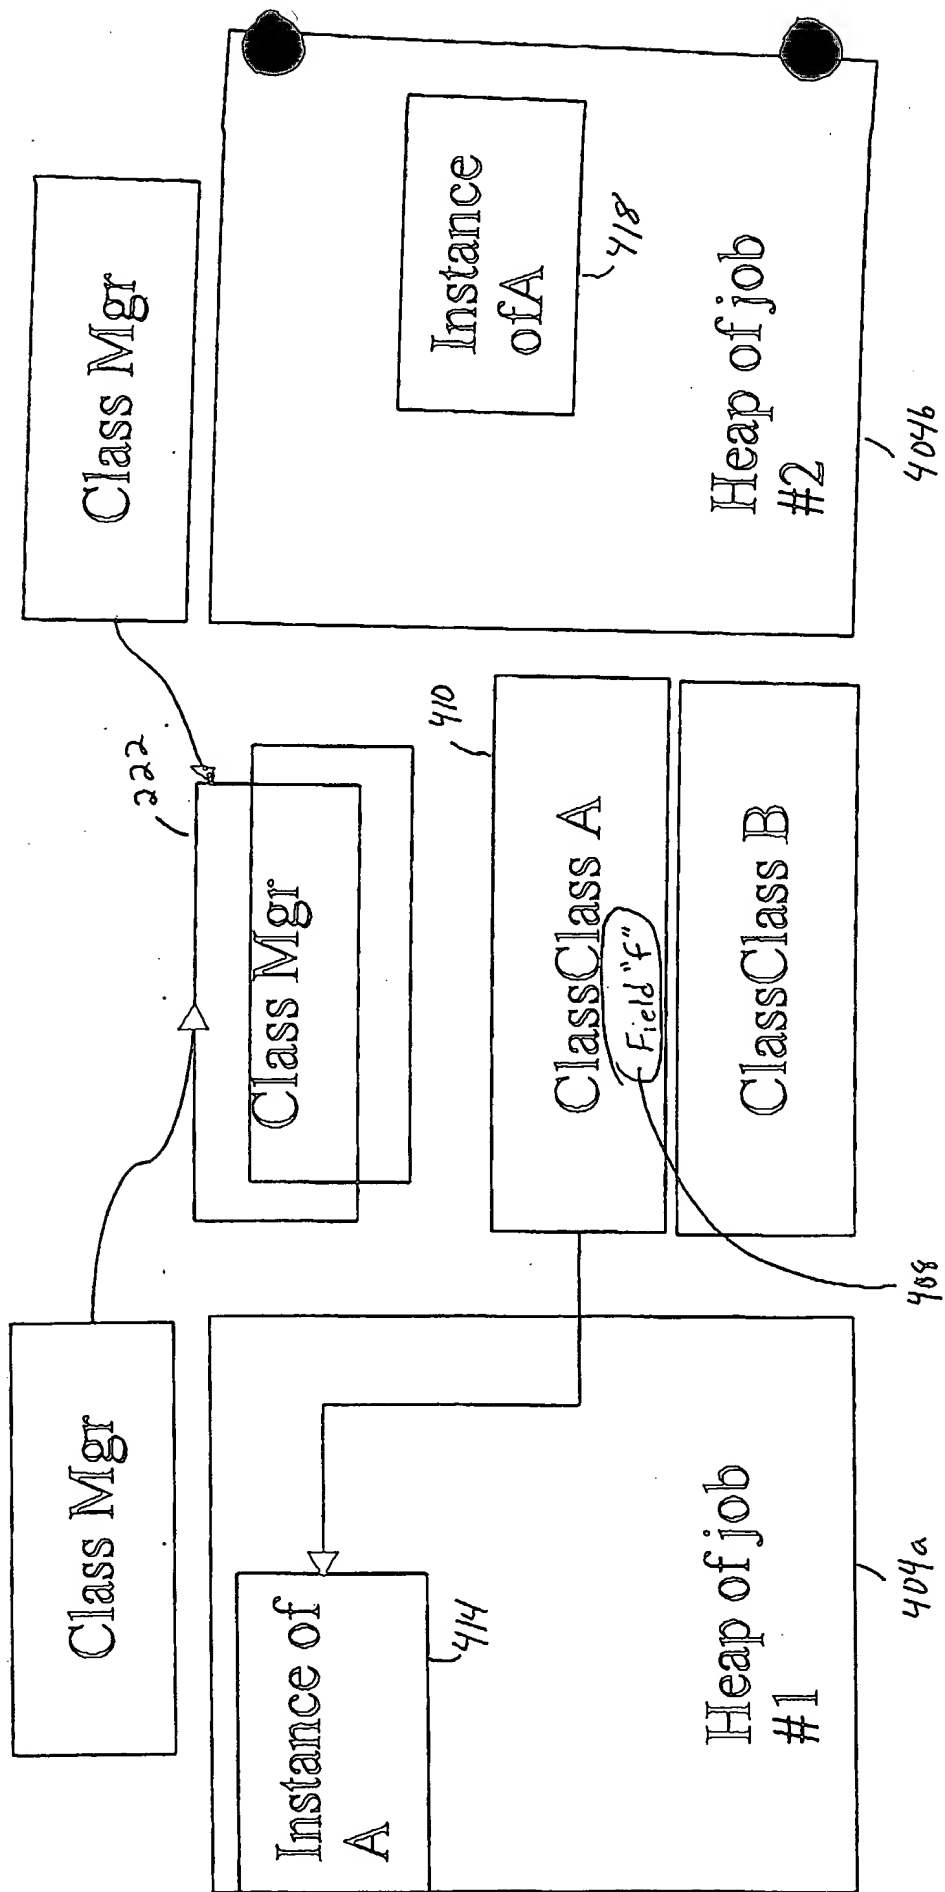 Class Mgr
Class Mgr
222
Class Mgr
Instance of
A
414
Heap of job
#1
404a
410
ClassClass A
Field "F"
408
ClassClass B
Instance
ofA
418
Heap of job
#2
404b